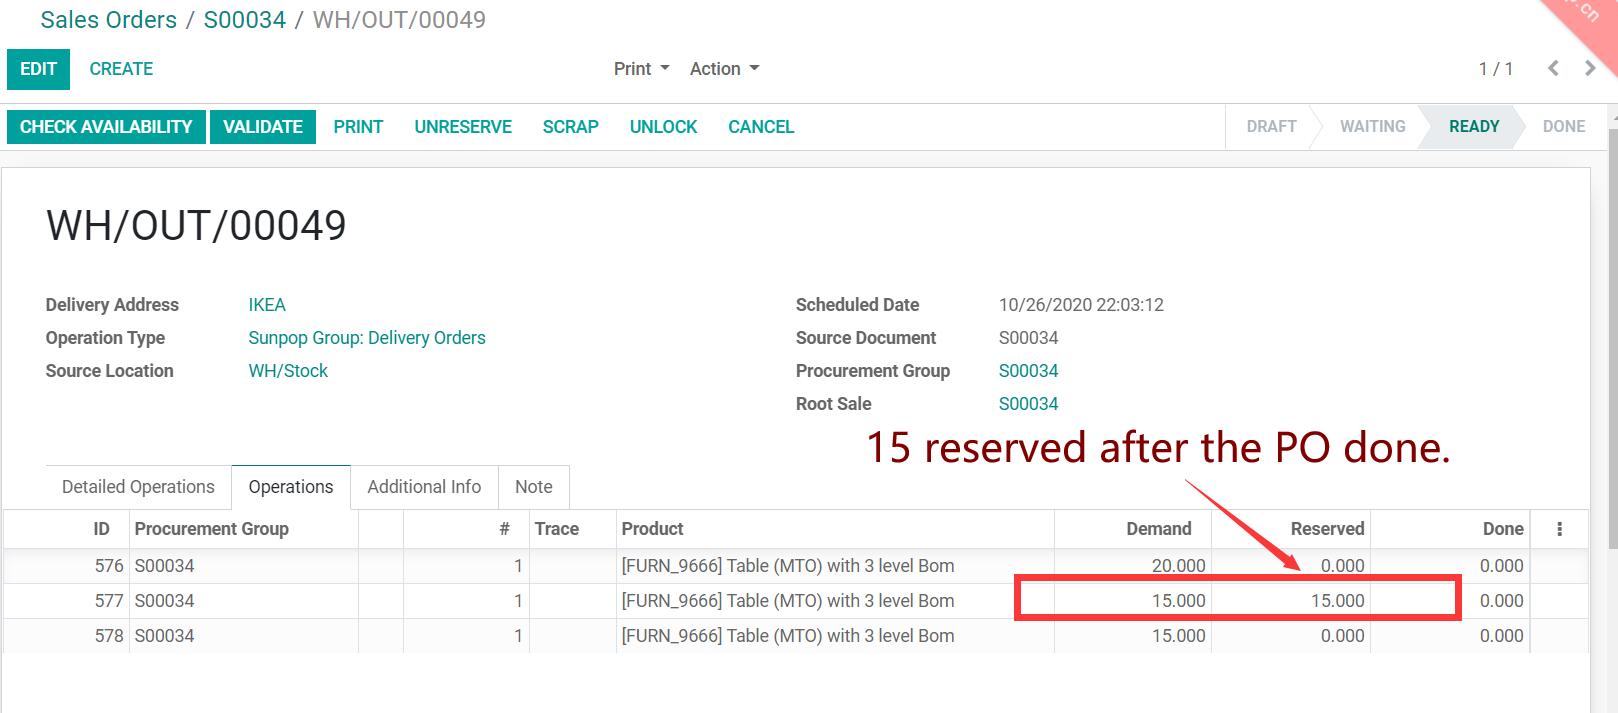 Sales Orders / S00034 / WH/OUT/00049
EDIT CREATE Print Action 1 / 1
CHECK AVAILABILITY VALIDATE PRINT UNRESERVE SCRAP UNLOCK CANCEL DRAFT WAITING READY DONE
WH/OUT/00049
Delivery Address IKEA Scheduled Date 10/26/2020 22:03:12
Operation Type Sunpop Group: Delivery Orders Source Document S00034
Source Location WH/Stock Procurement Group S00034
Root Sale S00034
15 reserved after the PO done.
Detailed Operations Operations Additional Info Note
ID Procurement Group # Trace Product Demand Reserved Done
576 S00034 1 [FURN_9666] Table (MTO) with 3 level Bom 20.000 0.000 0.000
577 S00034 1 [FURN_9666] Table (MTO) with 3 level Bom 15.000 15.000 0.000
578 S00034 1 [FURN_9666] Table (MTO) with 3 level Bom 15.000 0.000 0.000